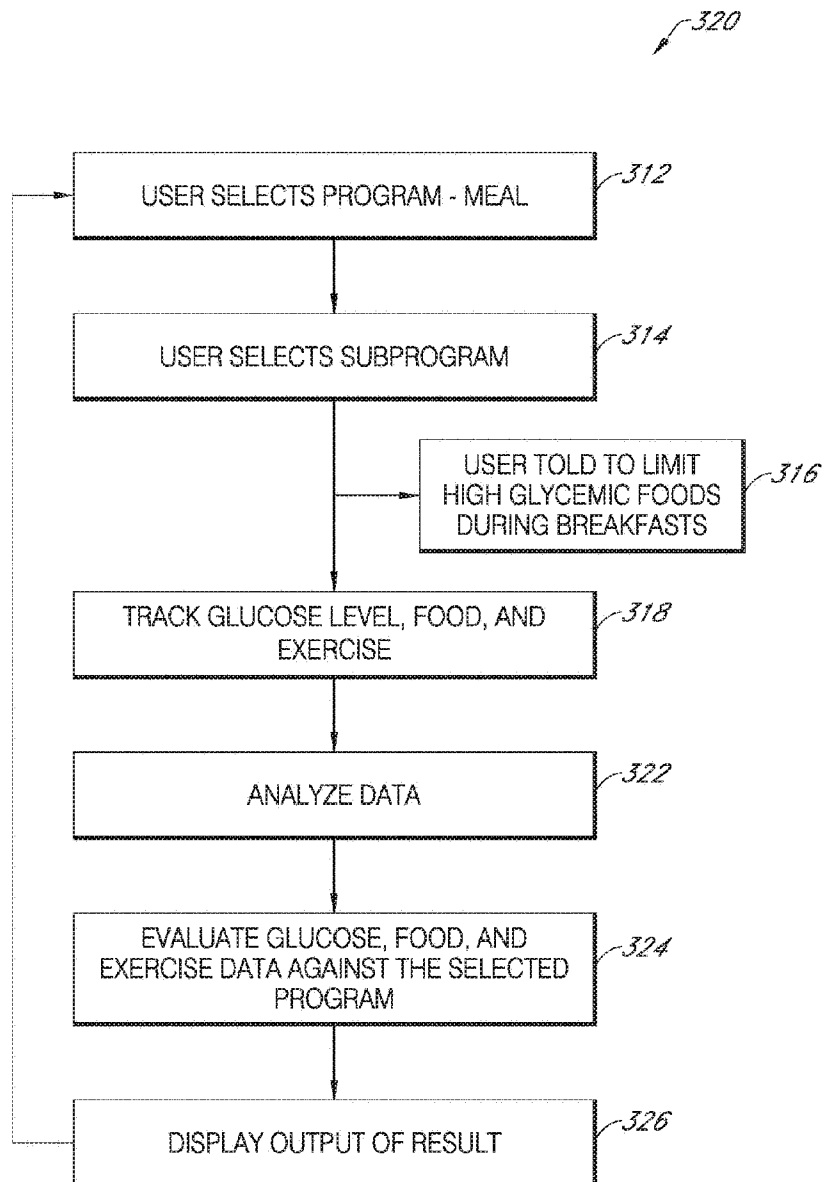 320
USER SELECTS PROGRAM - MEAL
312
USER SELECTS SUBPROGRAM
314
USER TOLD TO LIMIT
HIGH GLYCEMIC FOODS
DURING BREAKFASTS
316
TRACK GLUCOSE LEVEL, FOOD, AND
EXERCISE
318
ANALYZE DATA
322
EVALUATE GLUCOSE, FOOD, AND
EXERCISE DATA AGAINST THE SELECTED
PROGRAM
324
DISPLAY OUTPUT OF RESULT
326